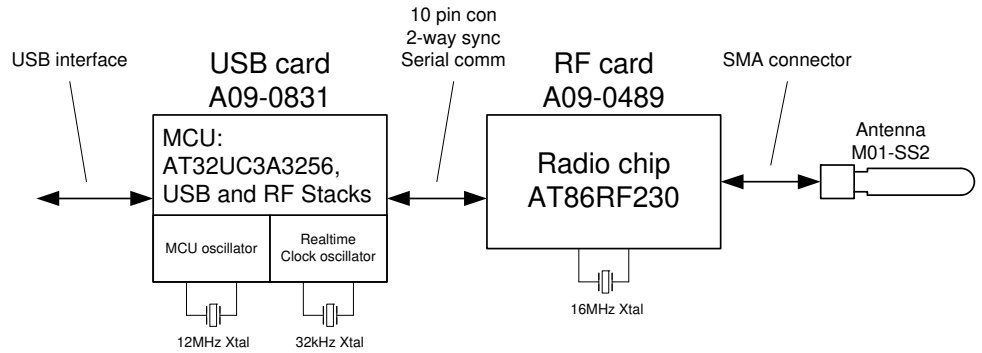 10 pin con
2-way sync
Serial comm
USB interface
USB card
A09-0831
RF card
A09-0489
SMA connector
MCU:
AT32UC3A3256,
USB and RF Stacks
Radio chip
AT86RF230
Antenna
M01-SS2
MCU oscillator
Realtime
Clock oscillator
12MHz Xtal
32kHz Xtal
16MHz Xtal